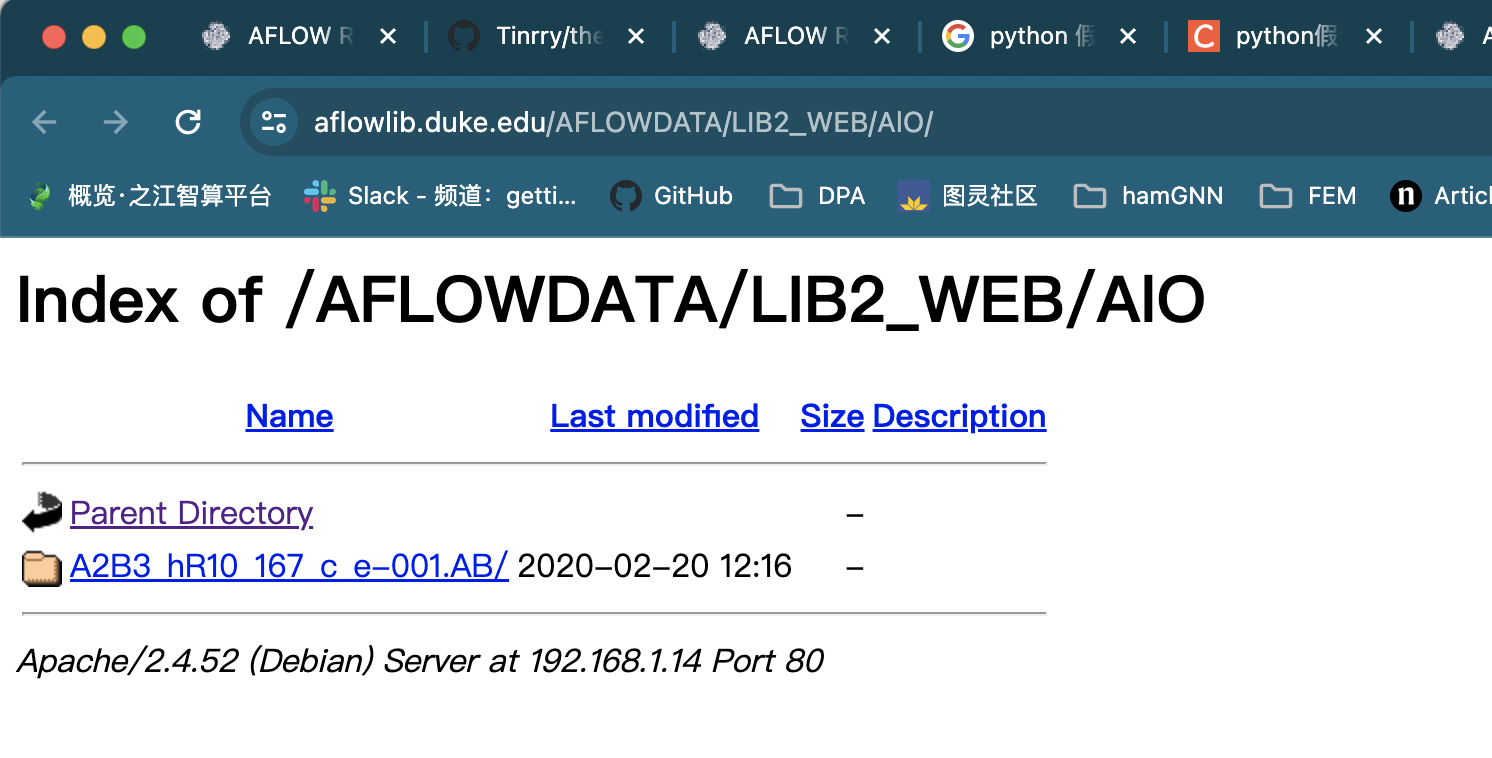 AFLOW R
Tinrry/the
AFLOW R
python 假
python假
aflowlib.duke.edu/AFLOWDATA/LIB2_WEB/AlO/
概览·之江智算平台
Slack - 频道：getti...
GitHub
DPA
图灵社区
hamGNN
FEM
n
Artic
Index of /AFLOWDATA/LIB2_WEB/AlO
Name Last modified Size Description
Parent Directory –
A2B3_hR10_167_c_e-001.AB/ 2020-02-20 12:16 –
Apache/2.4.52 (Debian) Server at 192.168.1.14 Port 80